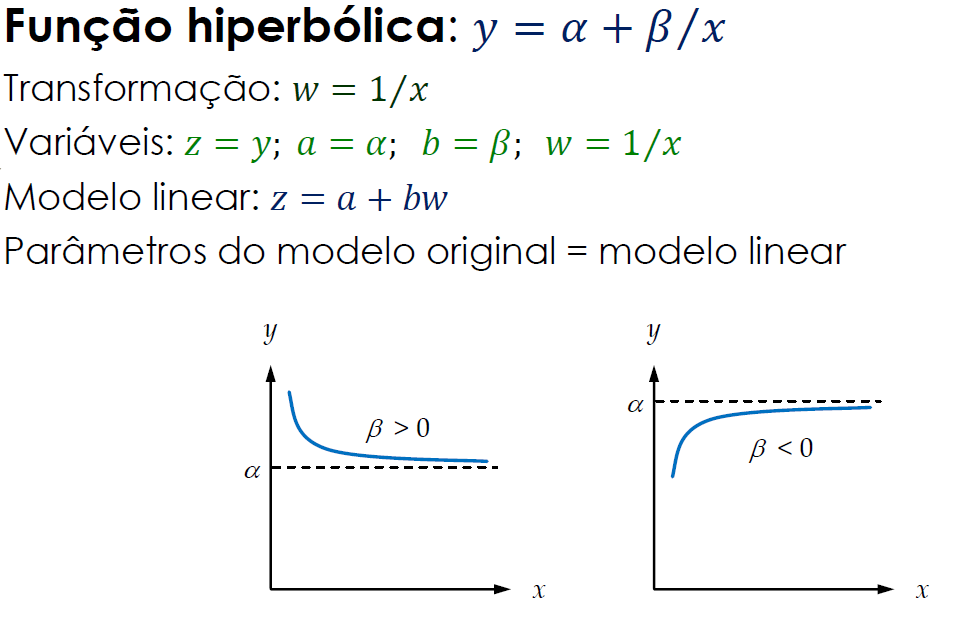 Função hiperbólica: y = α + β/x
Transformação: w = 1/x
Variáveis: z = y; a = α; b = β; w = 1/x
Modelo linear: z = a + bw
Parâmetros do modelo original = modelo linear
y
β > 0
α
x
y
α
β < 0
x